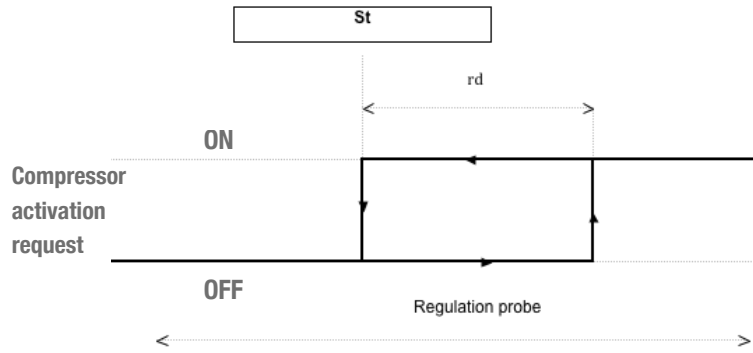 St
rd
ON
Compressor
activation
request
OFF
Regulation probe